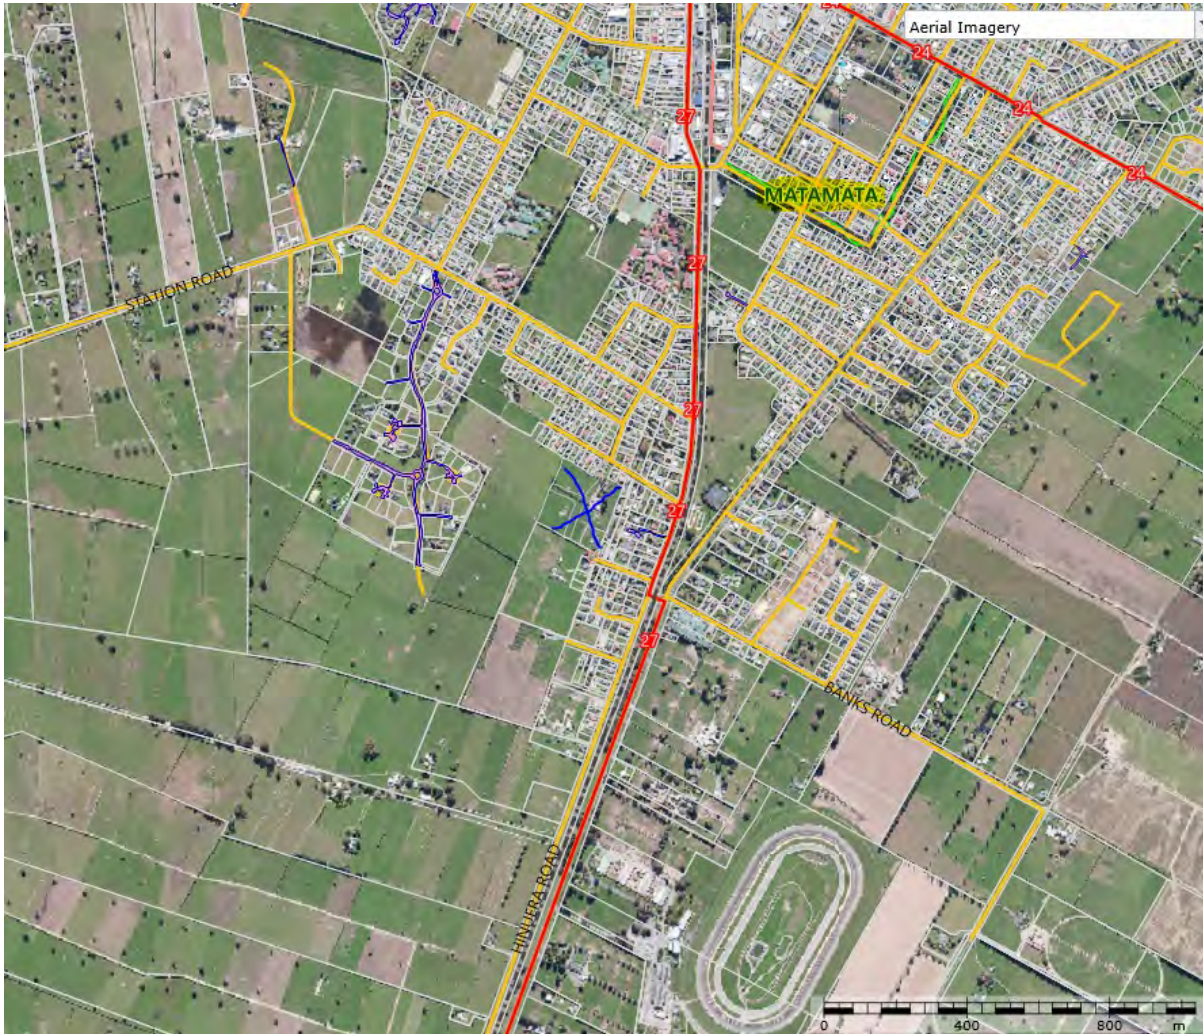 Aerial Imagery
24
24
24
27
MATAMATA
27
STATION ROAD
27
27
27
BANKS ROAD
HINUERA ROAD
0 400 800 m